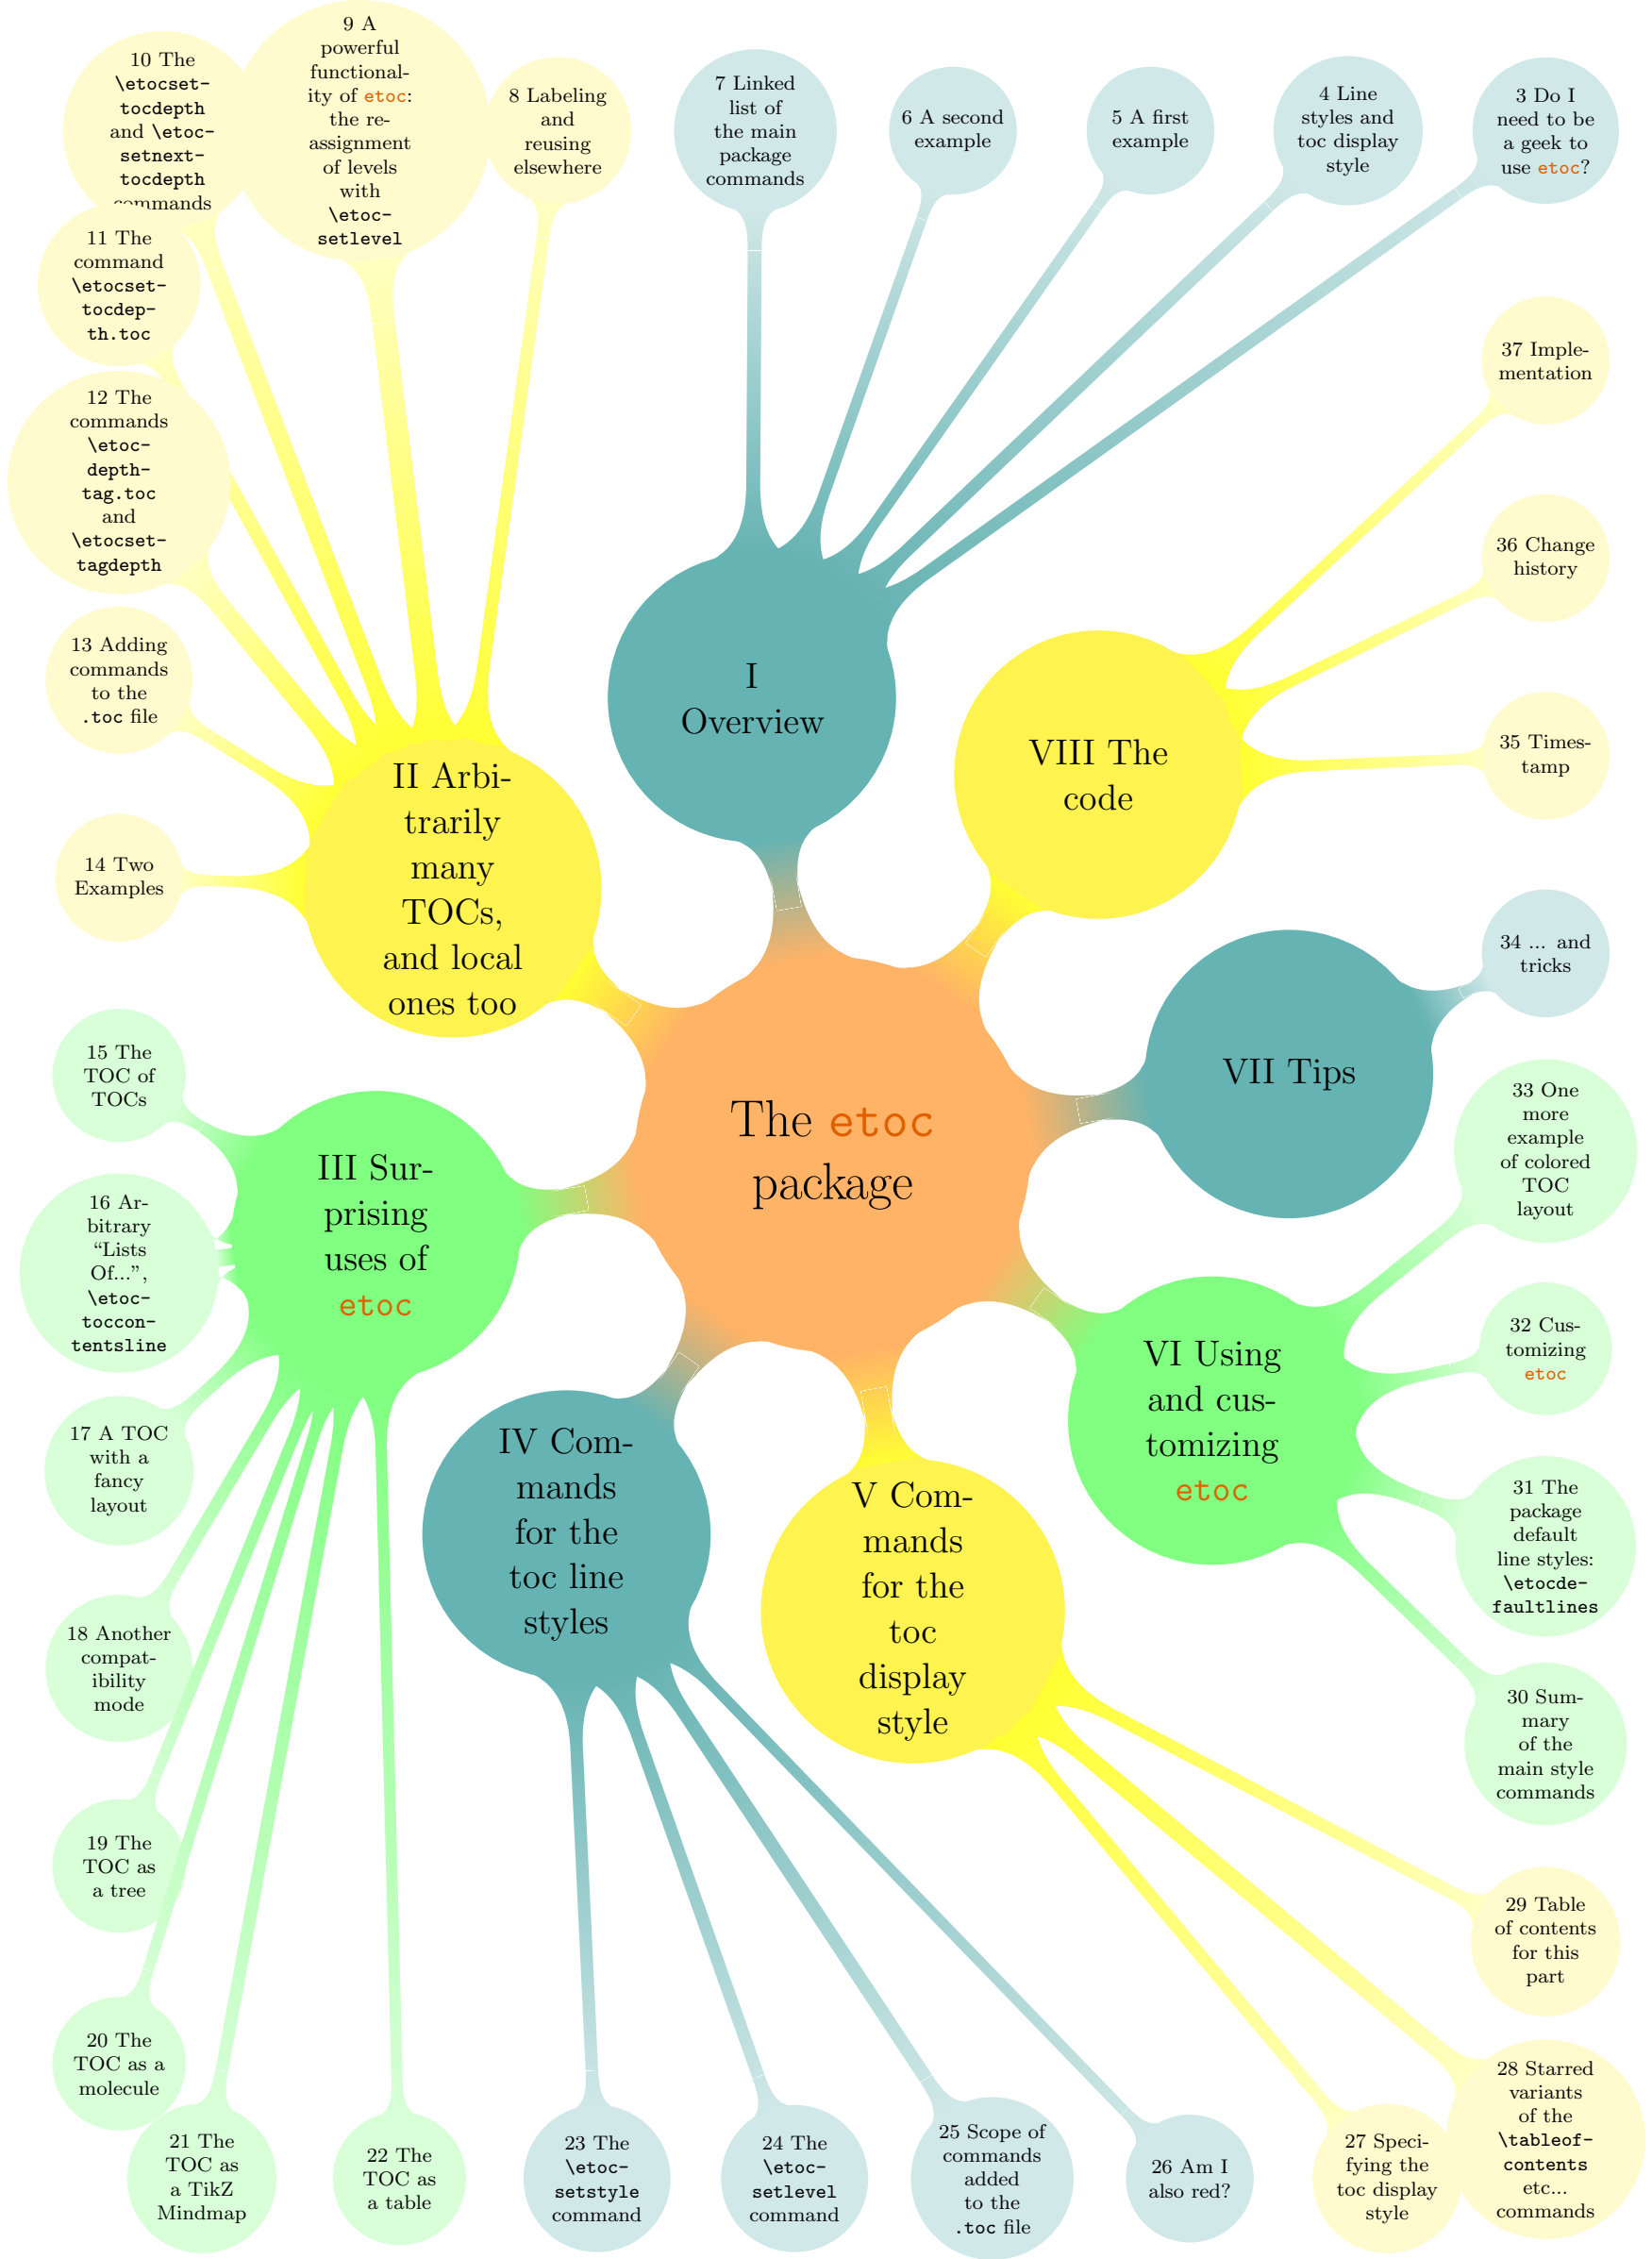 The etoc
package
I
Overview
3 Do I
need to be
a geek to
use etoc?
4 Line
styles and
toc display
style
5 A first
example
6 A second
example
7 Linked
list of
the main
package
commands
II Arbi-
trarily
many
TOCs,
and local
ones too
8 Labeling
and
reusing
elsewhere
9 A
powerful
functional-
ity of etoc:
the re-
assignment
of levels
with
\etoc-
setlevel
10 The
\etocset-
tocdepth
and \etoc-
setnext-
tocdepth
commands
11 The
command
\etocset-
tocdep-
th.toc
12 The
commands
\etoc-
depth-
tag.toc
and
\etocset-
tagdepth
13 Adding
commands
to the
.toc file
14 Two
Examples
III Sur-
prising
uses of
etoc
15 The
TOC of
TOCs
16 Ar-
bitrary
“Lists
Of...”,
\etoc-
toccon-
tentsline
17 A TOC
with a
fancy
layout
18 Another
compat-
ibility
mode
19 The
TOC as
a tree
20 The
TOC as a
molecule
21 The
TOC as
a TikZ
Mindmap
22 The
TOC as
a table
IV Com-
mands
for the
toc line
styles
23 The
\etoc-
setstyle
command
24 The
\etoc-
setlevel
command
25 Scope of
commands
added
to the
.toc file
26 Am I
also red?
V Com-
mands
for the
toc
display
style
27 Speci-
fying the
toc display
style
28 Starred
variants
of the
\tableof-
contents
etc...
commands
29 Table
of contents
for this
part
VI Using
and cus-
tomizing
etoc
30 Sum-
mary
of the
main style
commands
31 The
package
default
line styles:
\etocde-
faultlines
32 Cus-
tomizing
etoc
33 One
more
example
of colored
TOC
layout
VII Tips
34 ... and
tricks
VIII The
code
35 Times-
tamp
36 Change
history
37 Imple-
mentation